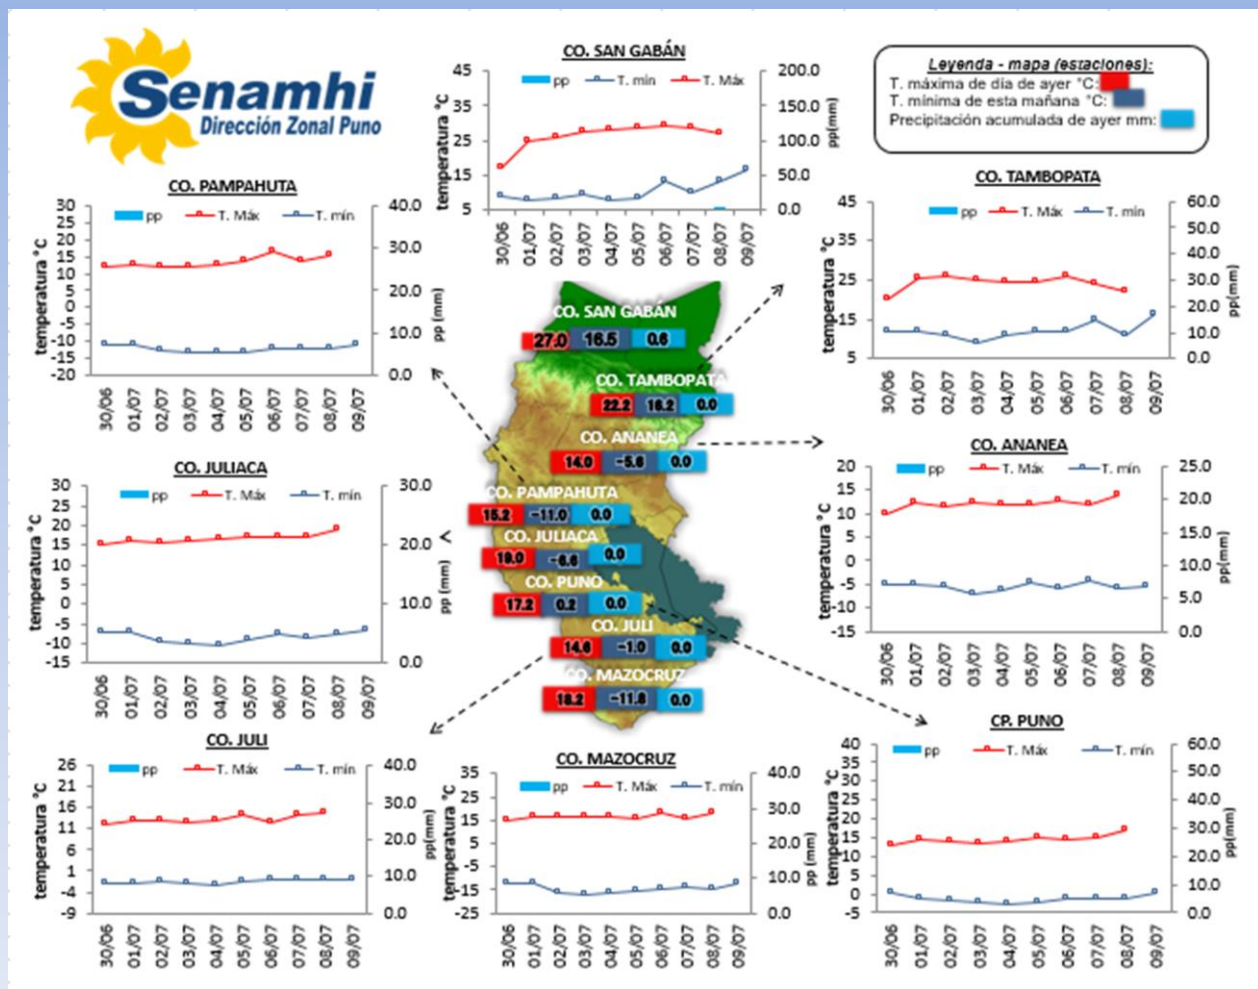 Senamhi
Dirección Zonal Puno
CO. SAN GABÁN
pp T. mín T. Máx
temperatura °C
45
35
25
15
5
200.0
150.0
100.0
50.0
0.0
pp(mm)
30/06 01/07 02/07 03/07 04/07 05/07 06/07 07/07 08/07 09/07
Leyenda - mapa (estaciones):
T. máxima de día de ayer °C:
T. mínima de esta mañana °C:
Precipitación acumulada de ayer mm:
CO. PAMPAHUTA
pp T. Máx T. mín
temperatura °C
30
25
20
15
10
5
0
-5
-10
-15
-20
40.0
30.0
20.0
10.0
0.0
pp(mm)
30/06 01/07 02/07 03/07 04/07 05/07 06/07 07/07 08/07 09/07
CO. TAMBOPATA
pp T. Máx T. mín
temperatura °C
45
35
25
15
5
60.0
50.0
40.0
30.0
20.0
10.0
0.0
30/06 01/07 02/07 03/07 04/07 05/07 06/07 07/07 08/07 09/07
CO. SAN GABÁN
27.0 16.5 0.6
CO. TAMBOPATA
22.2 16.2 0.0
CO. ANANEA
14.0 -5.6 0.0
CO. PAMPAHUTA
15.2 -11.0 0.0
CO. JULIACA
19.0 -6.6 0.0
CO. PUNO
17.2 0.2 0.0
CO. JULI
14.6 -1.0 0.0
CO. MAZOCRUZ
18.2 -11.8 0.0
CO. JULIACA
pp T. Máx T. mín
temperatura °C
30
25
20
15
10
5
0
-5
-10
-15
30.0
20.0
10.0
0.0
pp (mm)
30/06 01/07 02/07 03/07 04/07 05/07 06/07 07/07 08/07 09/07
CO. ANANEA
pp T. Máx T. mín
temperatura °C
20
15
10
5
0
-5
-10
-15
25.0
20.0
15.0
10.0
5.0
0.0
pp(mm)
30/06 01/07 02/07 03/07 04/07 05/07 06/07 07/07 08/07 09/07
CO. JULI
pp T. Máx T. mín
temperatura °C
26
21
16
11
6
1
-4
-9
40.0
30.0
20.0
10.0
0.0
pp(mm)
30/06 01/07 02/07 03/07 04/07 05/07 06/07 07/07 08/07 09/07
CO. MAZOCRUZ
pp T. Máx T. mín
temperatura °C
35
25
15
5
-5
-15
-25
40.0
30.0
20.0
10.0
0.0
pp (mm)
30/06 01/07 02/07 03/07 04/07 05/07 06/07 07/07 08/07 09/07
CP. PUNO
pp T. Máx T. mín
temperatura °C
40
35
30
25
20
15
10
5
0
-5
60.0
50.0
40.0
30.0
20.0
10.0
0.0
pp(mm)
30/06 01/07 02/07 03/07 04/07 05/07 06/07 07/07 08/07 09/07